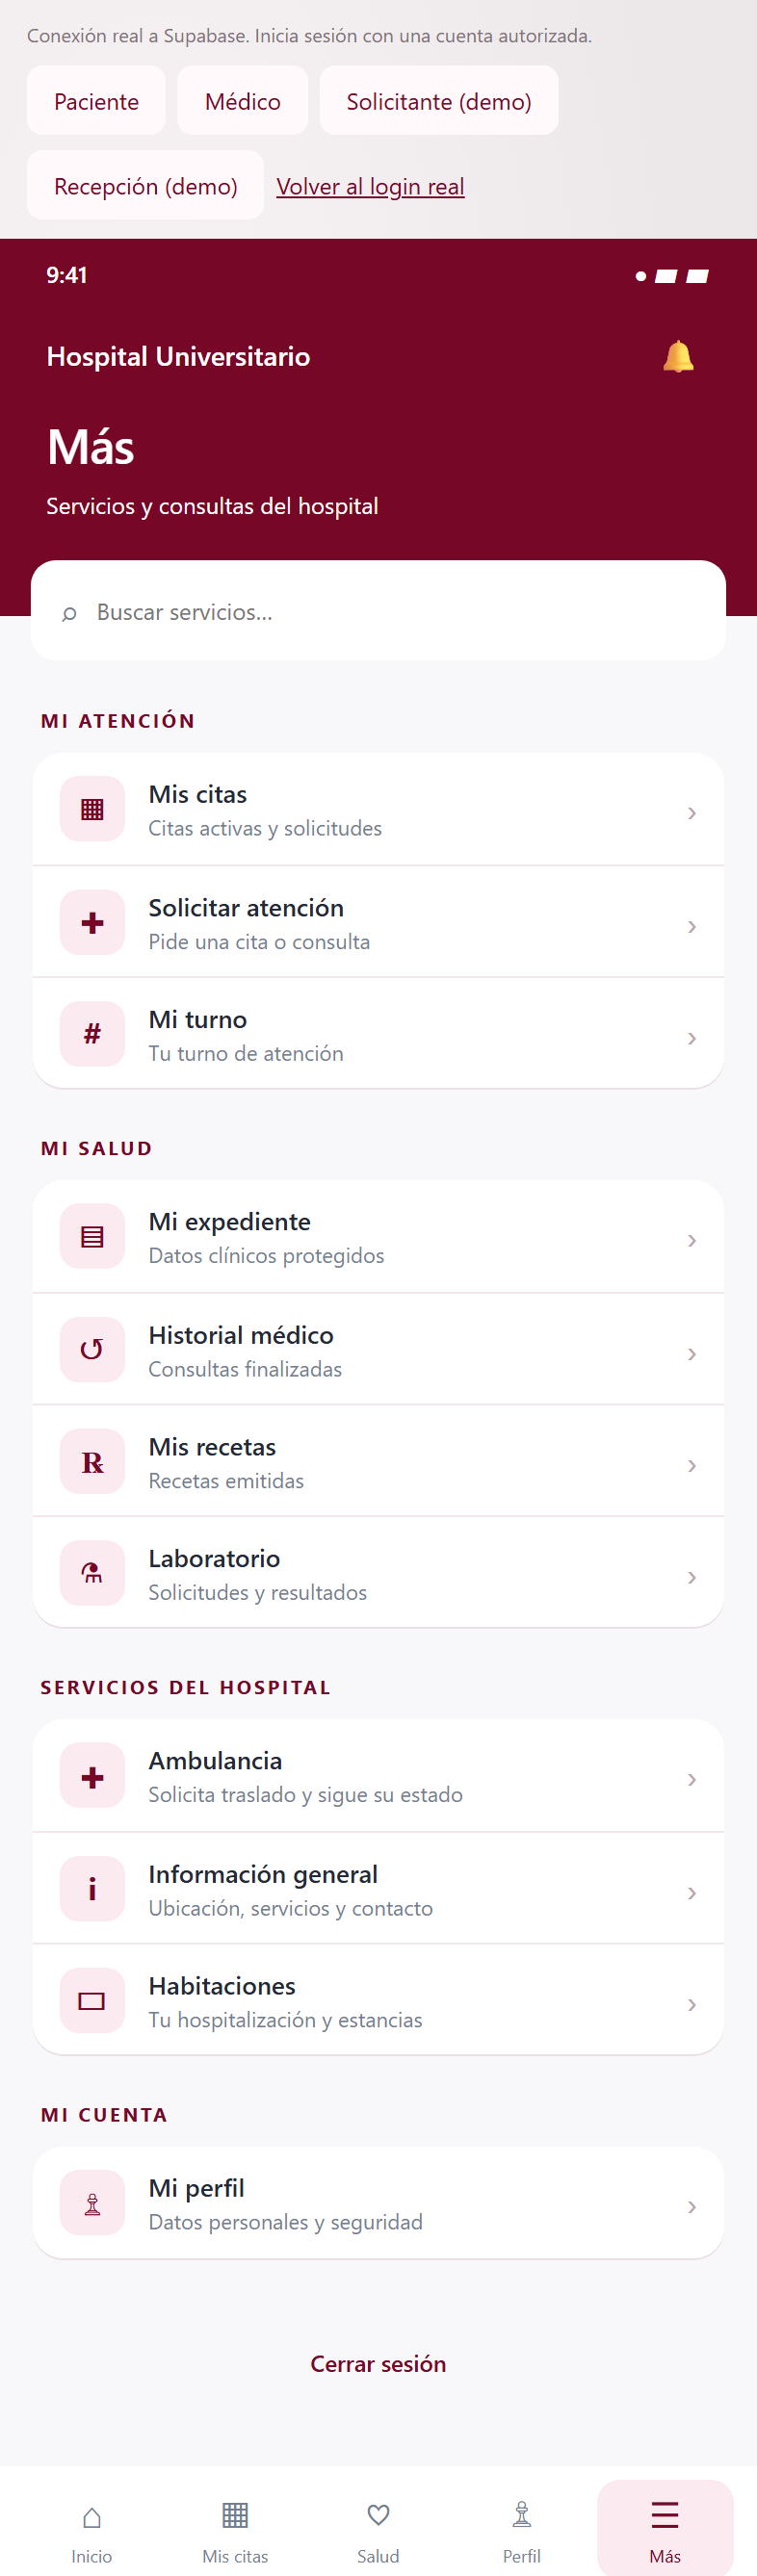 Conexión real a Supabase. Inicia sesión con una cuenta autorizada.
Paciente
Médico
Solicitante (demo)
Recepción (demo)
Volver al login real
9:41
Hospital Universitario
Más
Servicios y consultas del hospital
Buscar servicios...
MI ATENCIÓN
Mis citas
Citas activas y solicitudes
Solicitar atención
Pide una cita o consulta
#
Mi turno
Tu turno de atención
MI SALUD
Mi expediente
Datos clínicos protegidos
Historial médico
Consultas finalizadas
℞
Mis recetas
Recetas emitidas
Laboratorio
Solicitudes y resultados
SERVICIOS DEL HOSPITAL
Ambulancia
Solicita traslado y sigue su estado
i
Información general
Ubicación, servicios y contacto
Habitaciones
Tu hospitalización y estancias
MI CUENTA
Mi perfil
Datos personales y seguridad
Cerrar sesión
Inicio
Mis citas
Salud
Perfil
Más